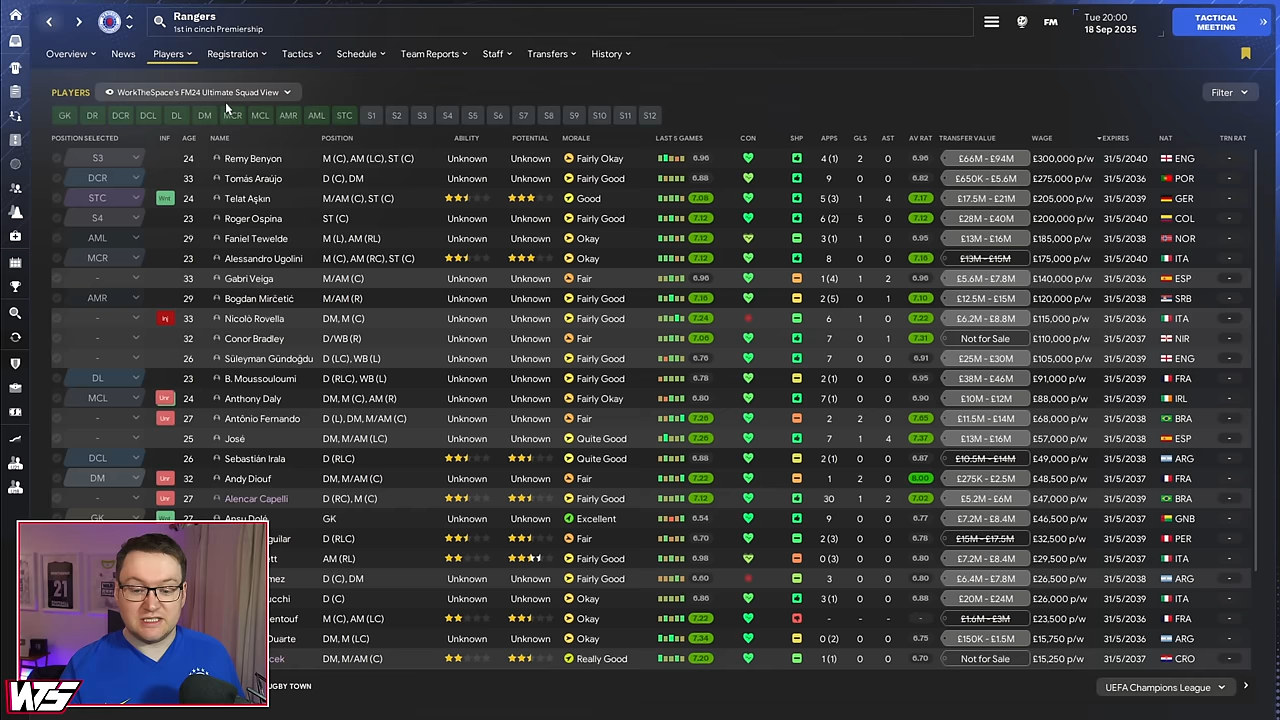 Rangers
1st in cinch Premiership
FM
Tue 20:00
18 Sep 2035
TACTICAL MEETING
Overview News Players Registration Tactics Schedule Team Reports Staff Transfers History
PLAYERS WorkTheSpace's FM24 Ultimate Squad View Filter
GK DR DCR DCL DL DM MCR MCL AMR AML STC S1 S2 S3 S4 S5 S6 S7 S8 S9 S10 S11 S12
POSITION SELECTED INF AGE NAME POSITION ABILITY POTENTIAL MORALE LAST 5 GAMES CON SHP APPS GLS AST AV RAT TRANSFER VALUE WAGE EXPIRES NAT TRN RAT
S3 24 Remy Benyon M (C), AM (LC), ST (C) Unknown Unknown Fairly Okay 6.96 4 (1) 2 0 6.96 £66M - £94M £300,000 p/w 31/5/2040 ENG -
DCR 33 Tomás Araújo D (C), DM Unknown Unknown Fairly Good 6.88 9 0 0 6.82 £650K - £5.6M £275,000 p/w 31/5/2036 POR -
STC Wnt 24 Telat Aşkın M/AM (C), ST (C) Good 7.08 5 (3) 1 4 7.17 £17.5M - £21M £205,000 p/w 31/5/2039 GER -
S4 23 Roger Ospina ST (C) Unknown Unknown Fairly Good 7.12 6 (2) 5 0 7.12 £28M - £40M £200,000 p/w 31/5/2040 COL -
AML 29 Faniel Tewelde M (L), AM (RL) Unknown Unknown Okay 7.12 3 (1) 1 0 6.95 £13M - £16M £185,000 p/w 31/5/2038 NOR -
MCR 23 Alessandro Ugolini M (C), AM (RC), ST (C) Okay 7.12 8 0 0 7.16 £13M - £15M £175,000 p/w 31/5/2040 ITA -
- 33 Gabri Veiga M/AM (C) Unknown Unknown Fair 6.96 1 (4) 1 1 6.96 £5.6M - £7.8M £140,000 p/w 31/5/2036 ESP -
AMR 29 Bogdan Mirčetić M/AM (R) Unknown Unknown Fairly Good 7.16 2 (5) 0 2 7.10 £12.5M - £15M £120,000 p/w 31/5/2038 SRB -
- Inj 33 Nicolò Rovella DM, M (C) Unknown Unknown Fairly Good 7.24 6 1 0 7.22 £6.2M - £8.8M £115,000 p/w 31/5/2037 ITA -
- 32 Conor Bradley D/WB (R) Unknown Unknown Fair 7.06 7 0 1 7.31 Not for Sale £110,000 p/w 31/5/2037 NIR -
- 26 Süleyman Gündoğdu D (LC), WB (L) Unknown Unknown Fairly Good 6.76 7 0 0 6.91 £25M - £30M £105,000 p/w 31/5/2039 ENG -
DL 23 B. Moussouloumi D (RLC), WB (L) Unknown Unknown Fairly Good 6.78 2 (1) 0 0 6.95 £38M - £46M £91,000 p/w 31/5/2039 FRA -
MCL Unr 24 Anthony Daly DM, M (C), AM (R) Unknown Unknown Fairly Good 6.80 7 (1) 0 0 6.90 £10M - £12M £88,000 p/w 31/5/2039 IRL -
- Unr 27 Antônio Fernando D (L), DM, M/AM (C) Unknown Unknown Fair 7.26 2 2 0 7.65 £11.5M - £14M £68,000 p/w 31/5/2038 BRA -
- 25 José DM, M/AM (LC) Unknown Unknown Quite Good 7.26 7 1 4 7.37 £13M - £16M £57,000 p/w 31/5/2039 ESP -
DCL 26 Sebastián Irala D (RLC) Quite Good 2 (1) 0 0 6.87 £10.5M - £14M £49,000 p/w 31/5/2039 ARG -
DM Unr 32 Andy Diouf DM, M/AM (C) Unknown Unknown Fairly Good 1 2 0 8.00 £275K - £2.5M £48,500 p/w 31/5/2037 FRA -
- Unr 27 Alencar Capelli D (RC), M (C) Fairly Good 7.12 30 1 2 7.02 £5.2M - £6M £47,000 p/w 31/5/2039 BRA -
GK Wnt 27 Ansu Dolé GK Unknown Unknown Excellent 6.54 9 0 0 6.77 £7.2M - £8.4M £46,500 p/w 31/5/2037 GNB -
uilar D (RLC) Fair 6.70 2 (3) 0 0 6.78 £15M - £17.5M £32,500 p/w 31/5/2039 PER -
tt AM (RL) Fairly Good 6.98 0 (3) 0 0 6.80 £7.2M - £8.4M £29,500 p/w 31/5/2037 ITA -
mez D (C), DM Unknown Unknown Fairly Good 6.60 3 0 0 6.80 £6.4M - £7.8M £26,500 p/w 31/5/2038 ARG -
ucchi D (C) Unknown Unknown Okay 6.86 3 (1) 0 0 6.88 £20M - £24M £26,000 p/w 31/5/2039 ITA -
enfouf M (C), AM (LC) Okay 7.22 - - - - £1.6M - £3M £23,500 p/w 31/5/2036 FRA -
Duarte DM, M (LC) Unknown Unknown Okay 7.34 0 (2) 0 0 6.75 £150K - £1.5M £15,750 p/w 31/5/2037 ARG -
cek DM, M/AM (C) Really Good 7.20 1 (1) 0 0 6.70 Not for Sale £15,250 p/w 31/5/2037 CRO -
21
WTS
UGBY TOWN
UEFA Champions League